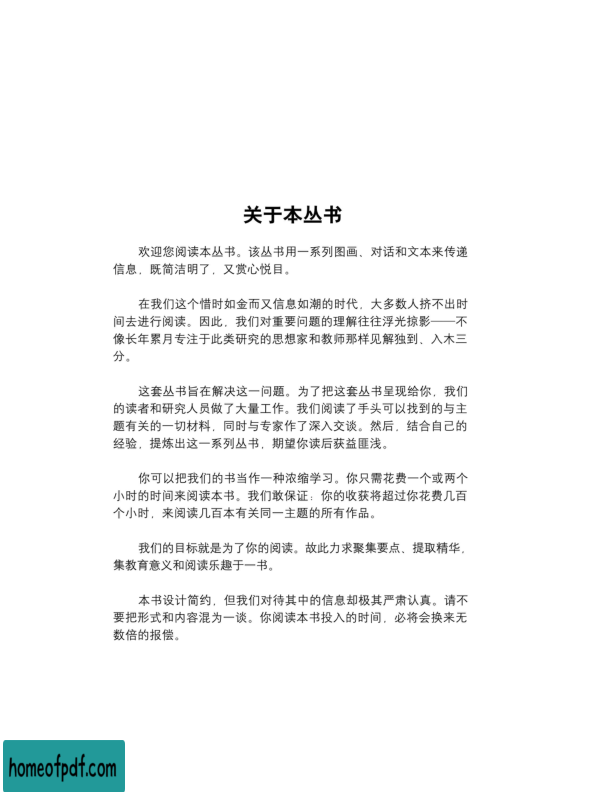 关于本丛书
欢迎您阅读本丛书。该丛书用一系列图画、对话和文本来传递
信息，既简洁明了，又赏心悦目。
在我们这个惜时如金而又信息如潮的时代，大多数人挤不出时
间去进行阅读。因此，我们对重要问题的理解往往浮光掠影——不
像长年累月专注于此类研究的思想家和教师那样见解独到、入木三
分。
这套丛书旨在解决这一问题。为了把这套丛书呈现给你，我们
的读者和研究人员做了大量工作。我们阅读了手头可以找到的与主
题有关的一切材料，同时与专家作了深入交谈。然后，结合自己的
经验，提炼出这一系列丛书，期望你读后获益匪浅。
你可以把我们的书当作一种浓缩学习。你只需花费一个或两个
小时的时间来阅读本书。我们敢保证：你的收获将超过你花费几百
个小时，来阅读几百本有关同一主题的所有作品。
我们的目标就是为了你的阅读。故此力求聚集要点、提取精华，
集教育意义和阅读乐趣于一书。
本书设计简约，但我们对待其中的信息却极其严肃认真。请不
要把形式和内容混为一谈。你阅读本书投入的时间，必将会换来无
数倍的报偿。
homeofpdf.com